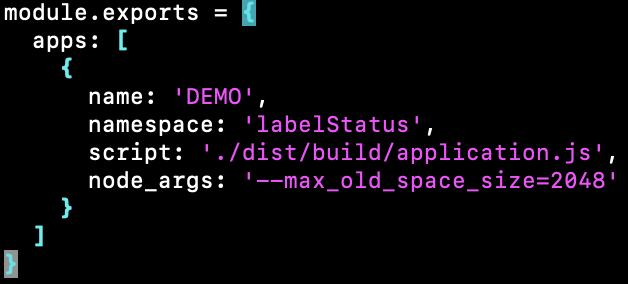 module.exports = {
  apps: [
    {
      name: 'DEMO',
      namespace: 'labelStatus',
      script: './dist/build/application.js',
      node_args: '--max_old_space_size=2048'
    }
  ]
}